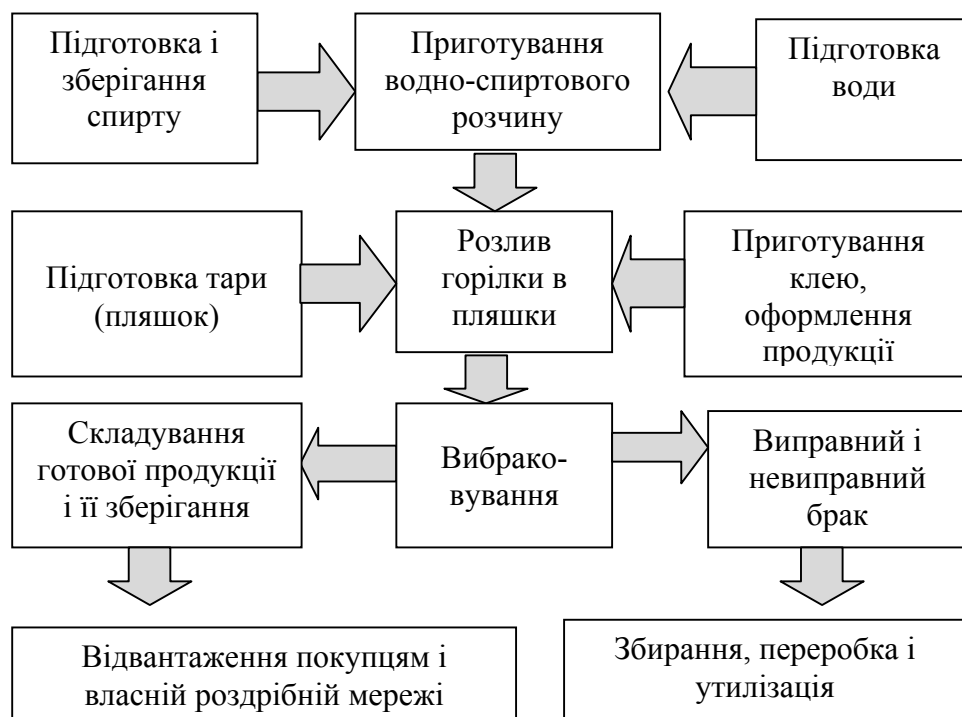 Підготовка і
зберігання
спирту
Приготування
водно-спиртового
розчину
Підготовка
води
Підготовка тари
(пляшок)
Розлив
горілки в
пляшки
Приготування
клею,
оформлення
продукції
Складування
готової продукції
і її зберігання
Вибрако-
вування
Виправний і
невиправний
брак
Відвантаження покупцям і
власній роздрібній мережі
Збирання, переробка і
утилізація